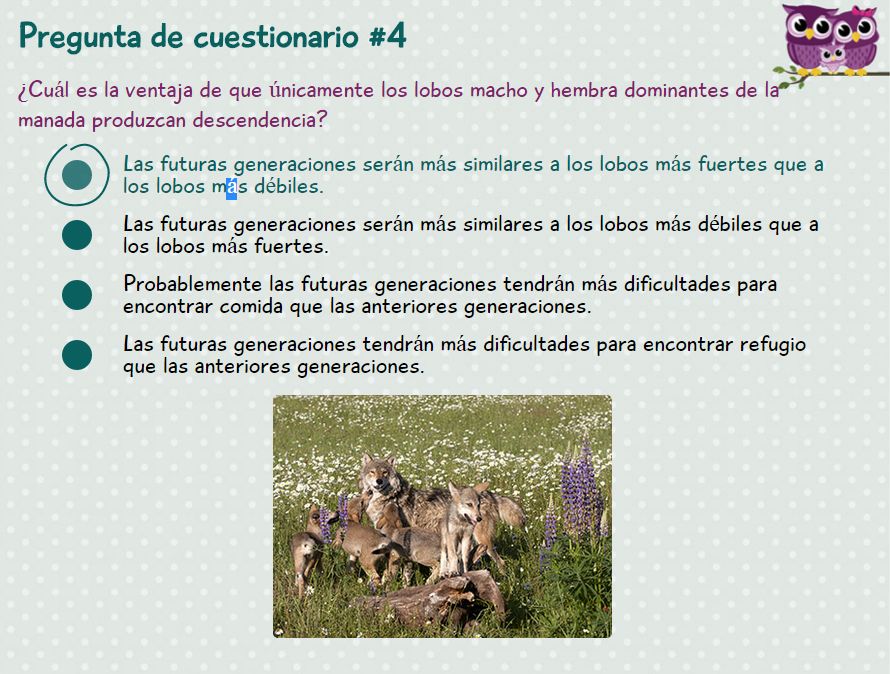 Pregunta de cuestionario #4
¿Cuál es la ventaja de que únicamente los lobos macho y hembra dominantes de la
manada produzcan descendencia?
Las futuras generaciones serán más similares a los lobos más fuertes que a
los lobos más débiles.
Las futuras generaciones serán más similares a los lobos más débiles que a
los lobos más fuertes.
Probablemente las futuras generaciones tendrán más dificultades para
encontrar comida que las anteriores generaciones.
Las futuras generaciones tendrán más dificultades para encontrar refugio
que las anteriores generaciones.